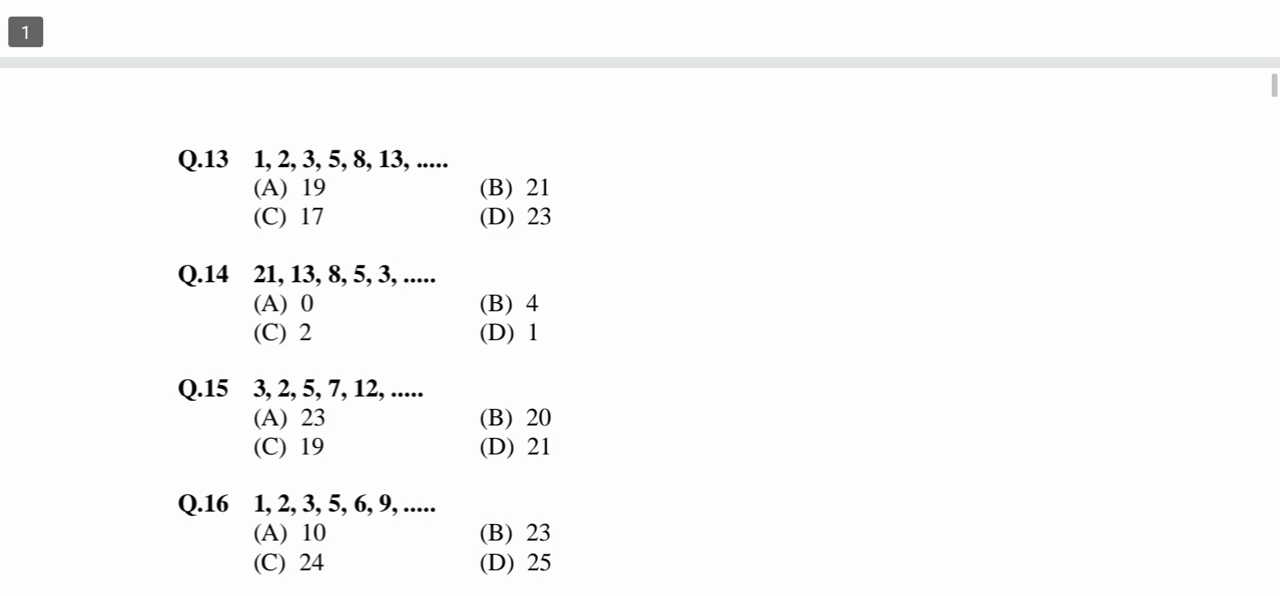 1
Q.13 1, 2, 3, 5, 8, 13, .....
(A) 19 (B) 21
(C) 17 (D) 23
Q.14 21, 13, 8, 5, 3, .....
(A) 0 (B) 4
(C) 2 (D) 1
Q.15 3, 2, 5, 7, 12, .....
(A) 23 (B) 20
(C) 19 (D) 21
Q.16 1, 2, 3, 5, 6, 9, .....
(A) 10 (B) 23
(C) 24 (D) 25